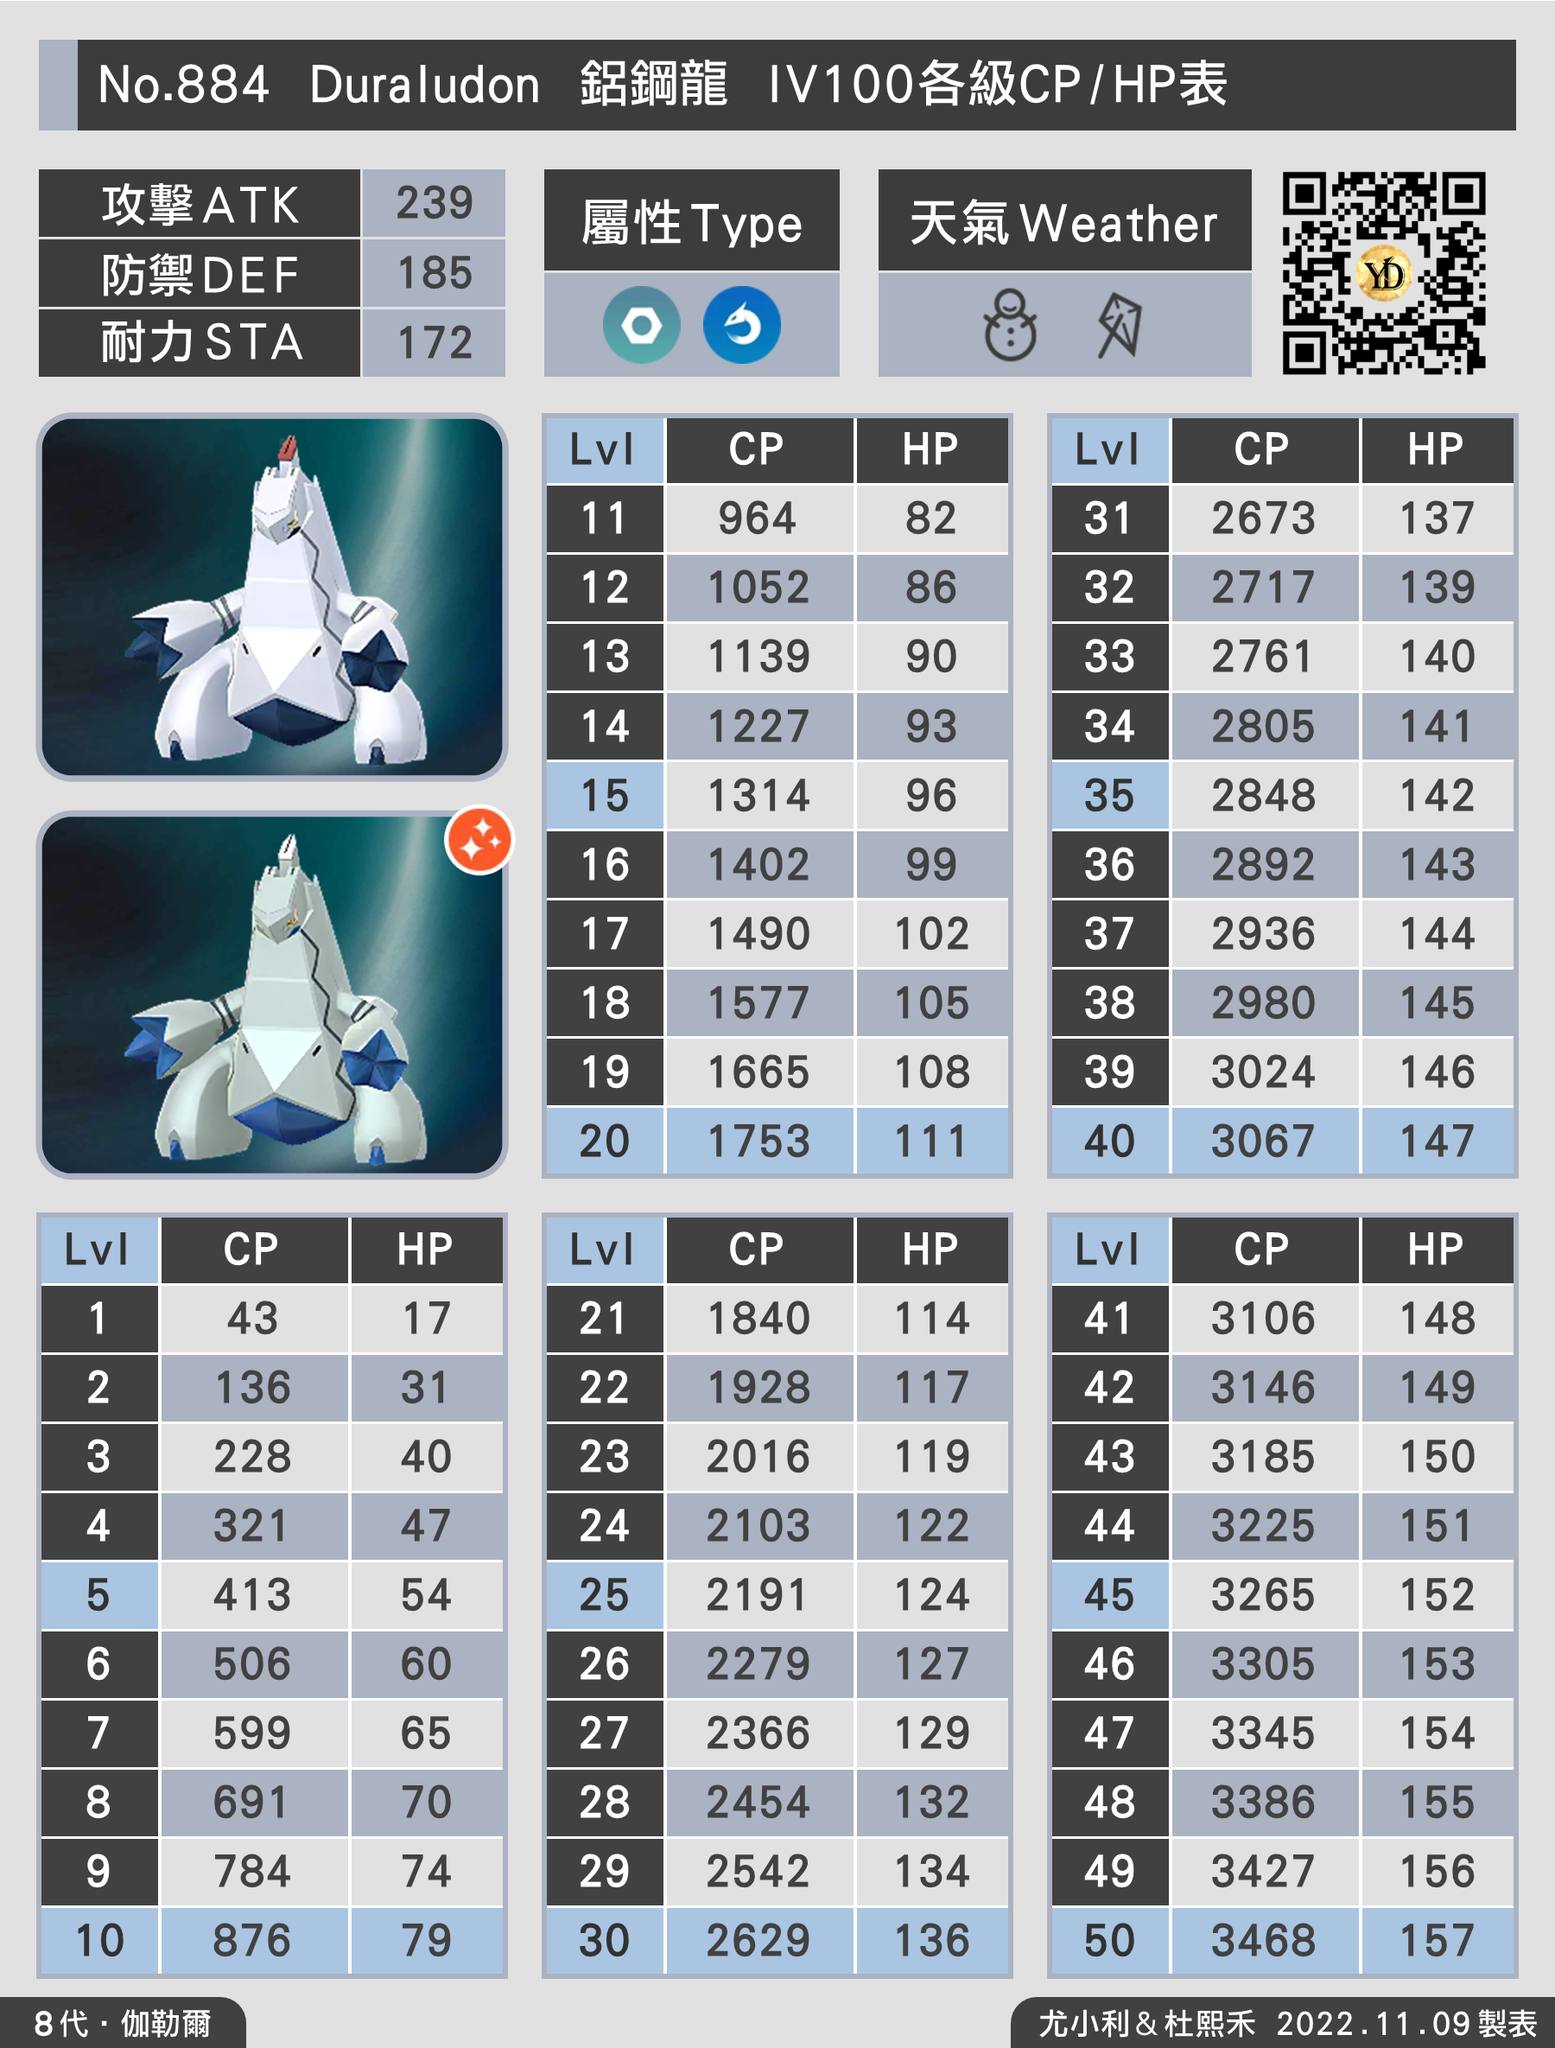 No.884 Duraludon 鋁鋼龍 IV100各級CP/HP表
攻擊ATK 239
防禦DEF 185
耐力STA 172
屬性Type
天氣Weather
YD
Lvl CP HP
11 964 82
12 1052 86
13 1139 90
14 1227 93
15 1314 96
16 1402 99
17 1490 102
18 1577 105
19 1665 108
20 1753 111
Lvl CP HP
31 2673 137
32 2717 139
33 2761 140
34 2805 141
35 2848 142
36 2892 143
37 2936 144
38 2980 145
39 3024 146
40 3067 147
Lvl CP HP
1 43 17
2 136 31
3 228 40
4 321 47
5 413 54
6 506 60
7 599 65
8 691 70
9 784 74
10 876 79
Lvl CP HP
21 1840 114
22 1928 117
23 2016 119
24 2103 122
25 2191 124
26 2279 127
27 2366 129
28 2454 132
29 2542 134
30 2629 136
Lvl CP HP
41 3106 148
42 3146 149
43 3185 150
44 3225 151
45 3265 152
46 3305 153
47 3345 154
48 3386 155
49 3427 156
50 3468 157
8代·伽勒爾
尤小利&杜熙禾 2022.11.09製表